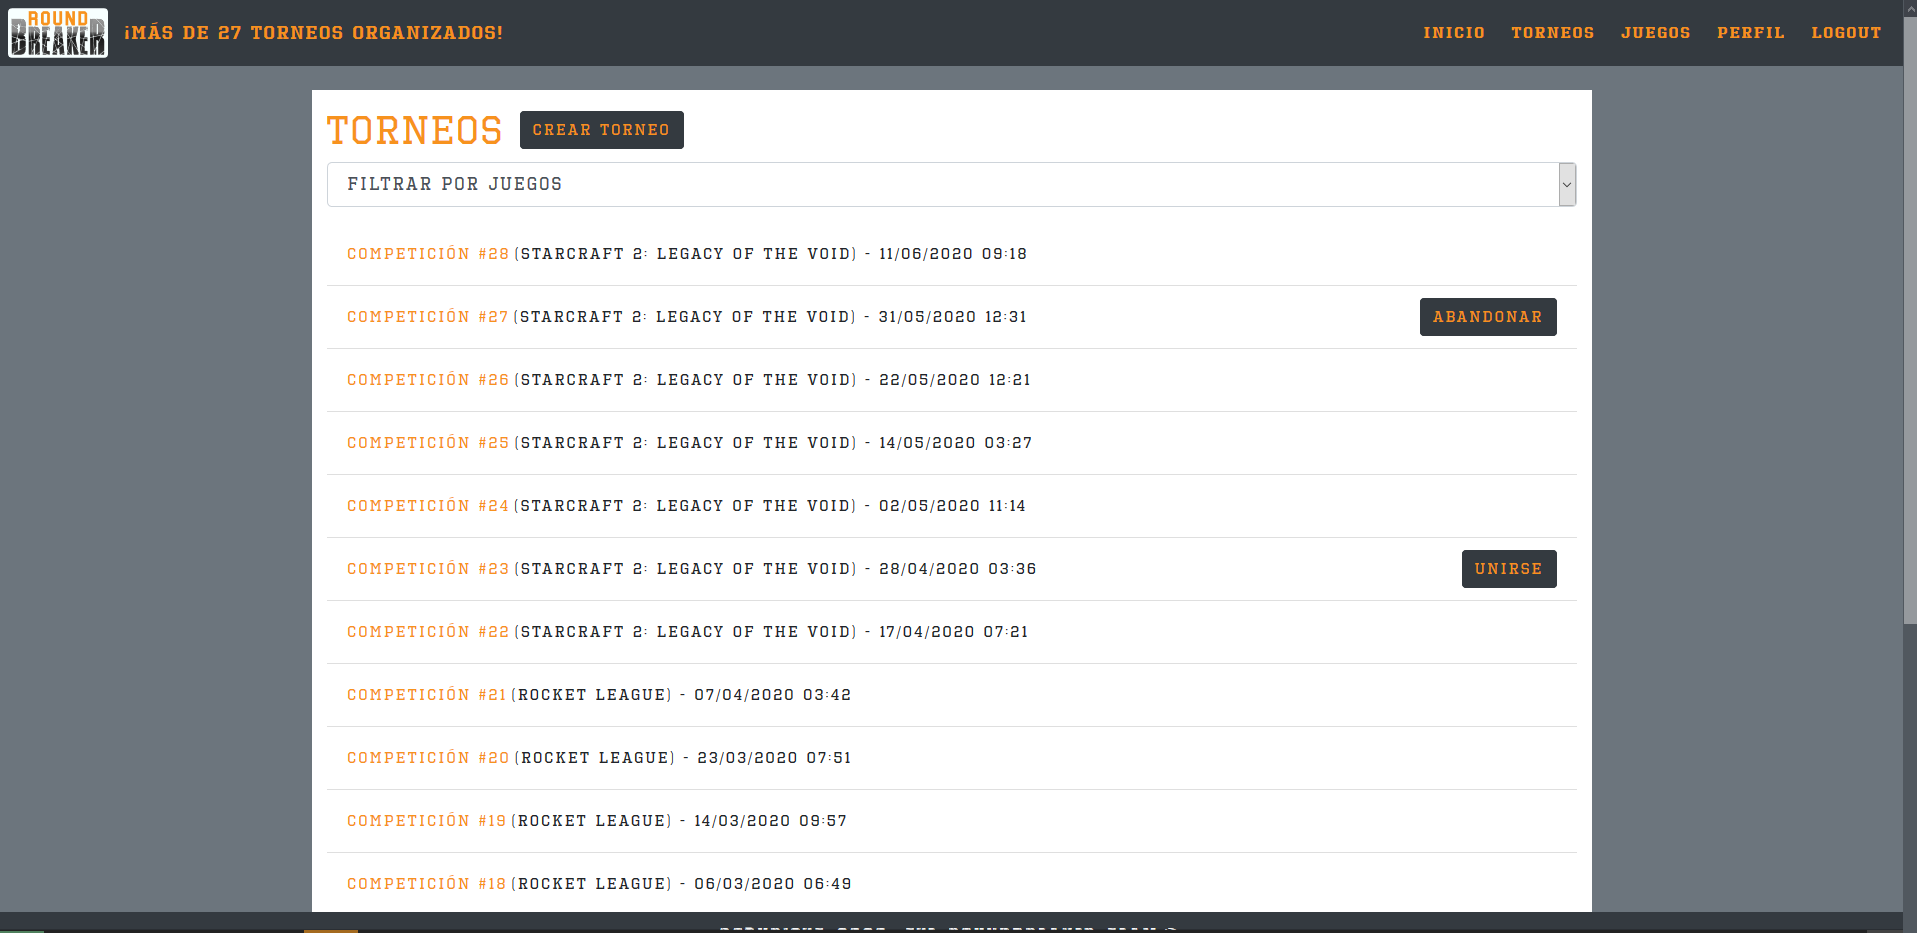 ROUND
BREAKER
¡MÁS DE 27 TORNEOS ORGANIZADOS!
INICIO TORNEOS JUEGOS PERFIL LOGOUT
TORNEOS CREAR TORNEO
FILTRAR POR JUEGOS
COMPETICIÓN #28 (STARCRAFT 2: LEGACY OF THE VOID) - 11/06/2020 09:18
COMPETICIÓN #27 (STARCRAFT 2: LEGACY OF THE VOID) - 31/05/2020 12:31 ABANDONAR
COMPETICIÓN #26 (STARCRAFT 2: LEGACY OF THE VOID) - 22/05/2020 12:21
COMPETICIÓN #25 (STARCRAFT 2: LEGACY OF THE VOID) - 14/05/2020 03:27
COMPETICIÓN #24 (STARCRAFT 2: LEGACY OF THE VOID) - 02/05/2020 11:14
COMPETICIÓN #23 (STARCRAFT 2: LEGACY OF THE VOID) - 28/04/2020 03:36 UNIRSE
COMPETICIÓN #22 (STARCRAFT 2: LEGACY OF THE VOID) - 17/04/2020 07:21
COMPETICIÓN #21 (ROCKET LEAGUE) - 07/04/2020 03:42
COMPETICIÓN #20 (ROCKET LEAGUE) - 23/03/2020 07:51
COMPETICIÓN #19 (ROCKET LEAGUE) - 14/03/2020 09:57
COMPETICIÓN #18 (ROCKET LEAGUE) - 06/03/2020 06:49